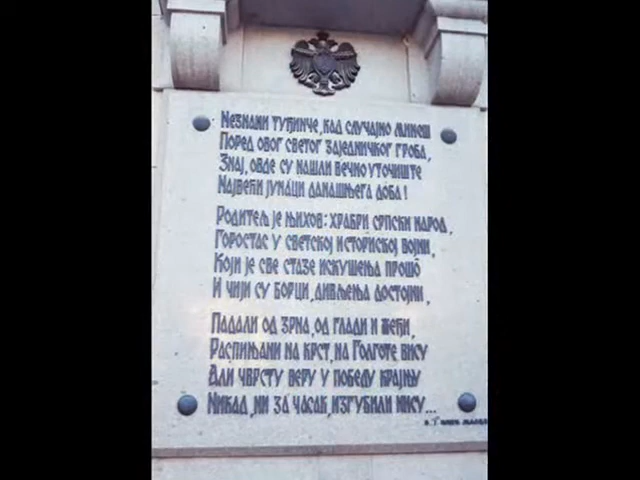 Незнани туђинче, кад случајно минеш
Поред овог светог заједничког гроба,
Знај, овде су нашли вечно уточиште
Највећи јунаци данашњега доба!
Родитељ је њихов: храбри српски народ,
Горостас у светској историској војни,
Који је све стазе искушења прошо
И чији су борци, дивљења достојни,
Падали од зрна, од глади и жеђи,
Распињани на крст, на Голготе вису
Али чврсту веру у победу крајњу
Никад, ни за часак, изгубили нису...